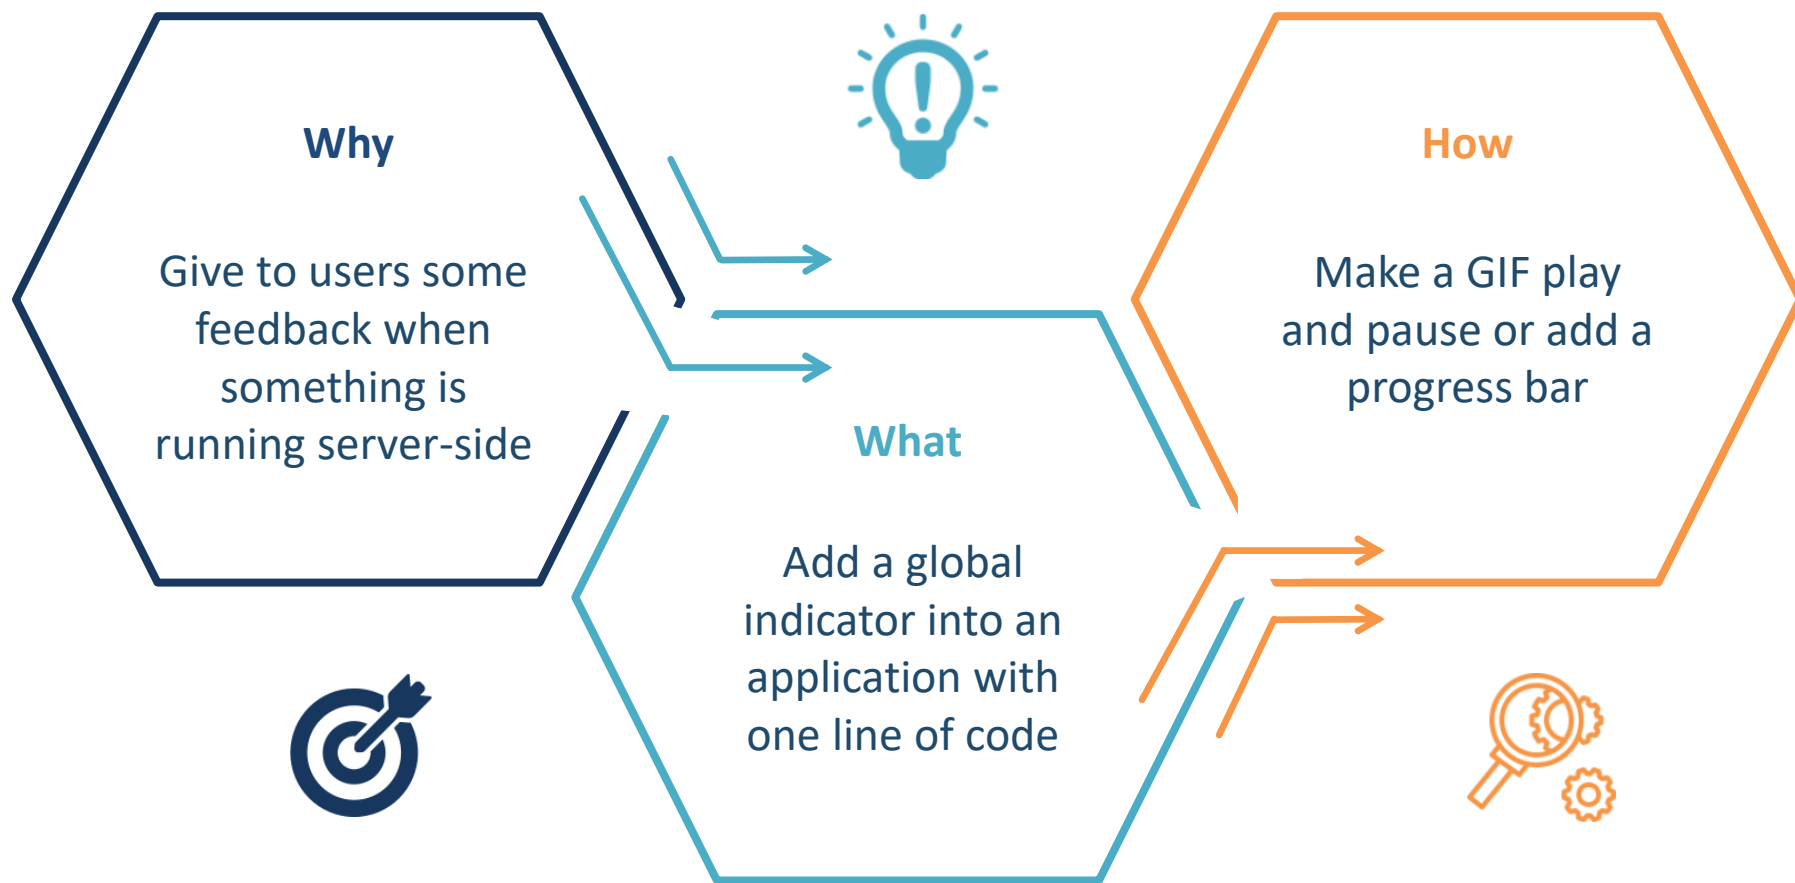 Why
Give to users some
feedback when
something is
running server-side
What
Add a global
indicator into an
application with
one line of code
How
Make a GIF play
and pause or add a
progress bar